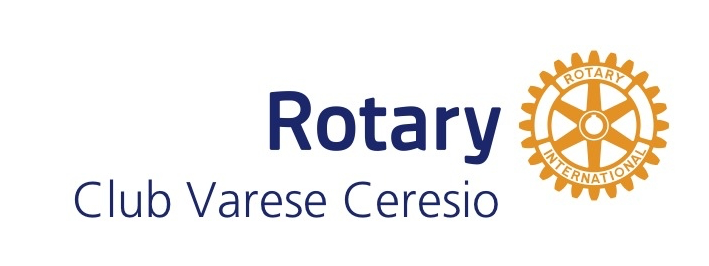 Rotary
Club Varese Ceresio
ROTARY
INTERNATIONAL